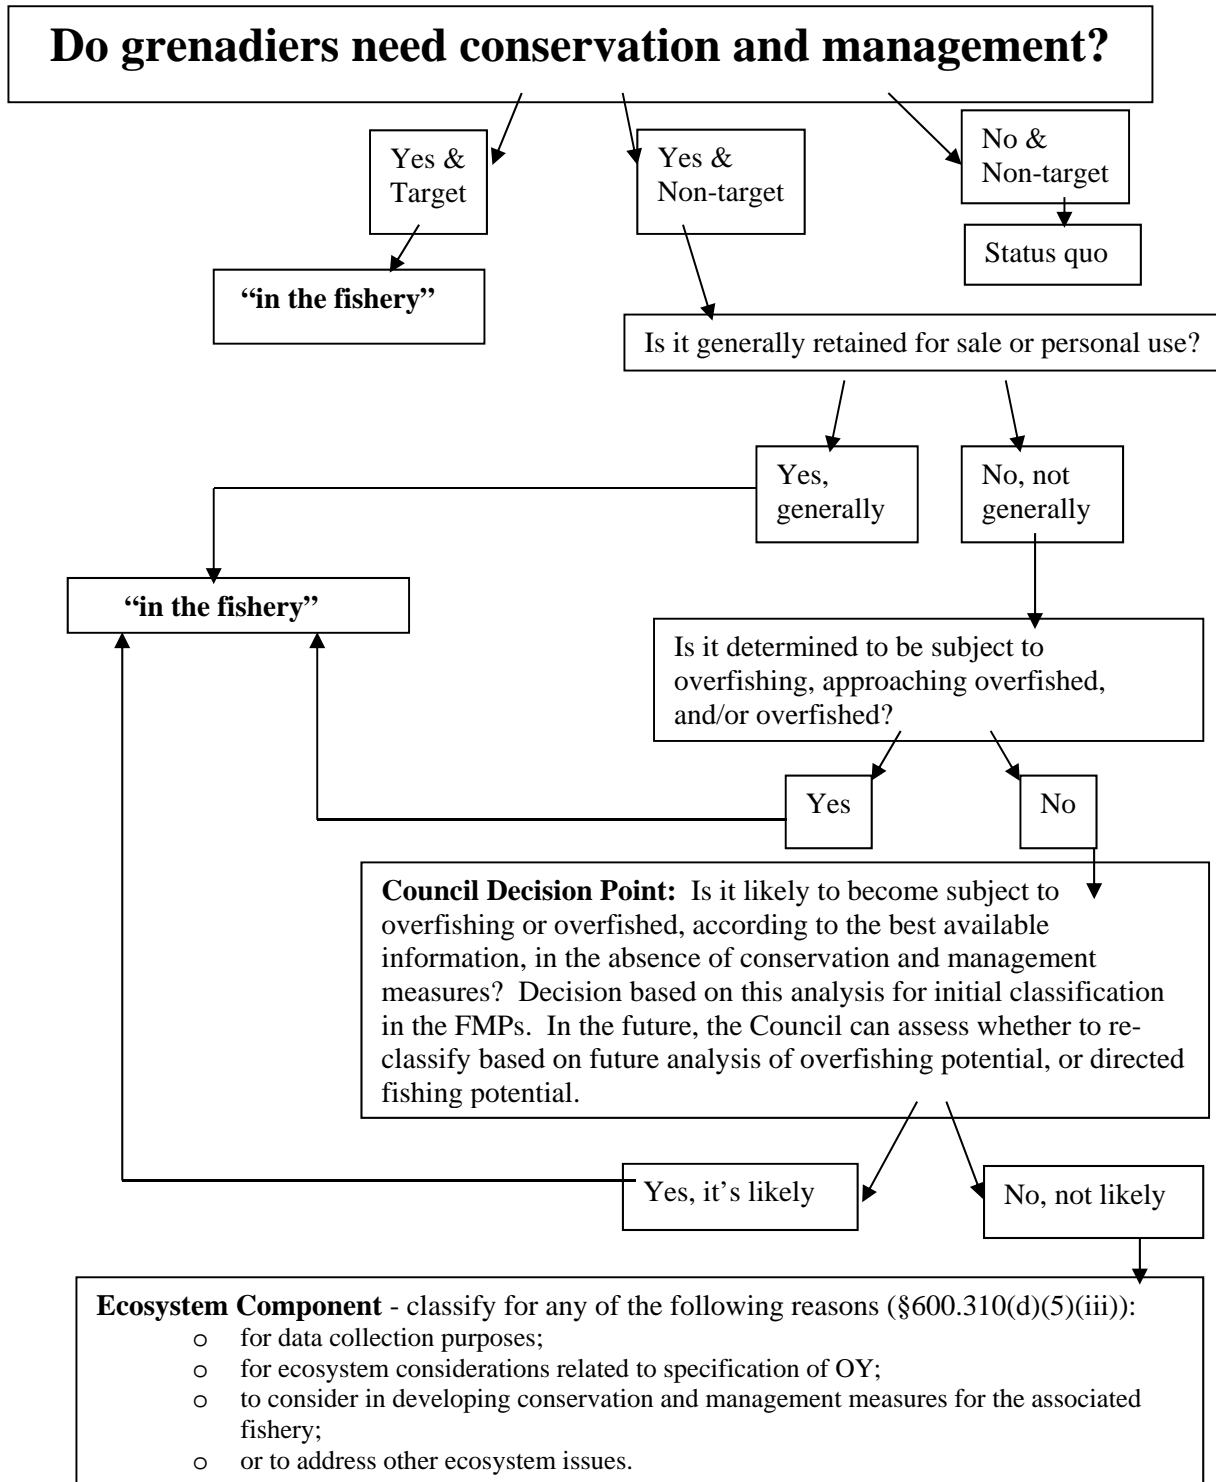 Do grenadiers need conservation and management?
Yes &
Target
Yes &
Non-target
No &
Non-target
Status quo
“in the fishery”
Is it generally retained for sale or personal use?
Yes,
generally
No, not
generally
“in the fishery”
Is it determined to be subject to
overfishing, approaching overfished,
and/or overfished?
Yes
No
Council Decision Point:  Is it likely to become subject to
overfishing or overfished, according to the best available
information, in the absence of conservation and management
measures?  Decision based on this analysis for initial classification
in the FMPs.  In the future, the Council can assess whether to re-
classify based on future analysis of overfishing potential, or directed
fishing potential.
Yes, it’s likely
No, not likely
Ecosystem Component - classify for any of the following reasons (§600.310(d)(5)(iii)):
o for data collection purposes;
o for ecosystem considerations related to specification of OY;
o to consider in developing conservation and management measures for the associated
fishery;
o or to address other ecosystem issues.